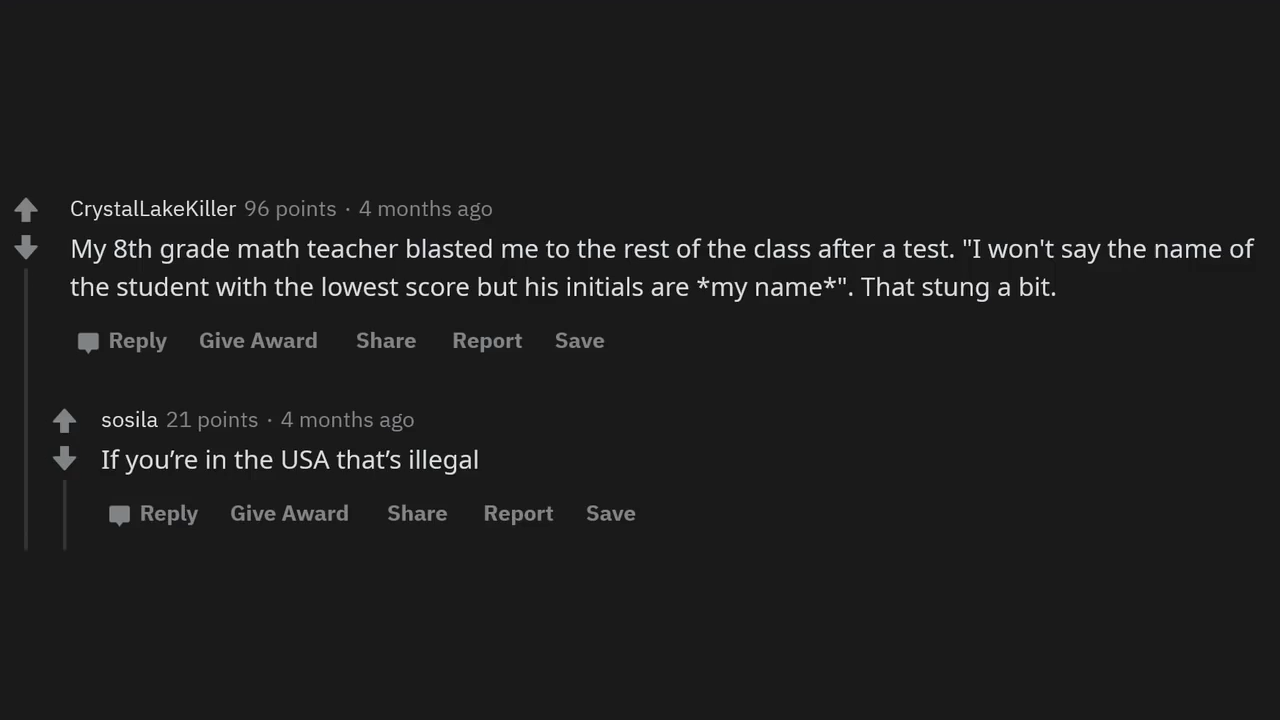 CrystalLakeKiller 96 points · 4 months ago
My 8th grade math teacher blasted me to the rest of the class after a test. "I won't say the name of
the student with the lowest score but his initials are *my name*". That stung a bit.
Reply Give Award Share Report Save
sosila 21 points · 4 months ago
If you’re in the USA that’s illegal
Reply Give Award Share Report Save